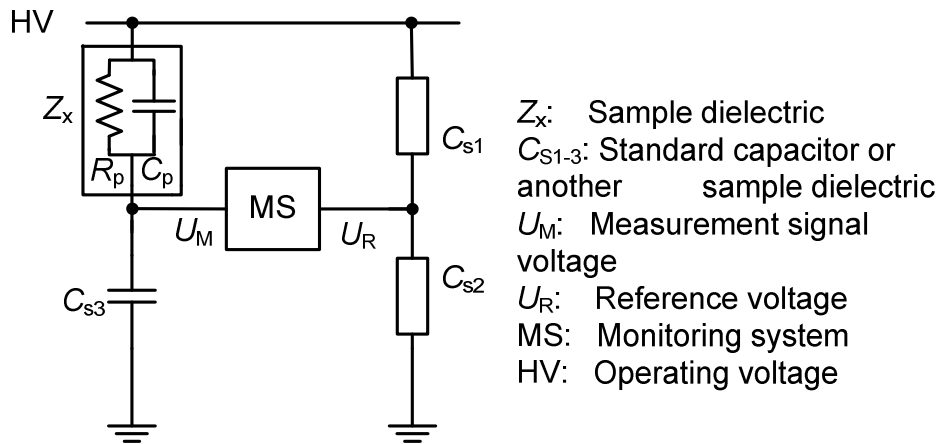 HV
Zx
Rp Cp
Cs1
UM
MS
UR
Cs3
Cs2
Zx: Sample dielectric
CS1-3: Standard capacitor or
another sample dielectric
UM: Measurement signal
voltage
UR: Reference voltage
MS: Monitoring system
HV: Operating voltage